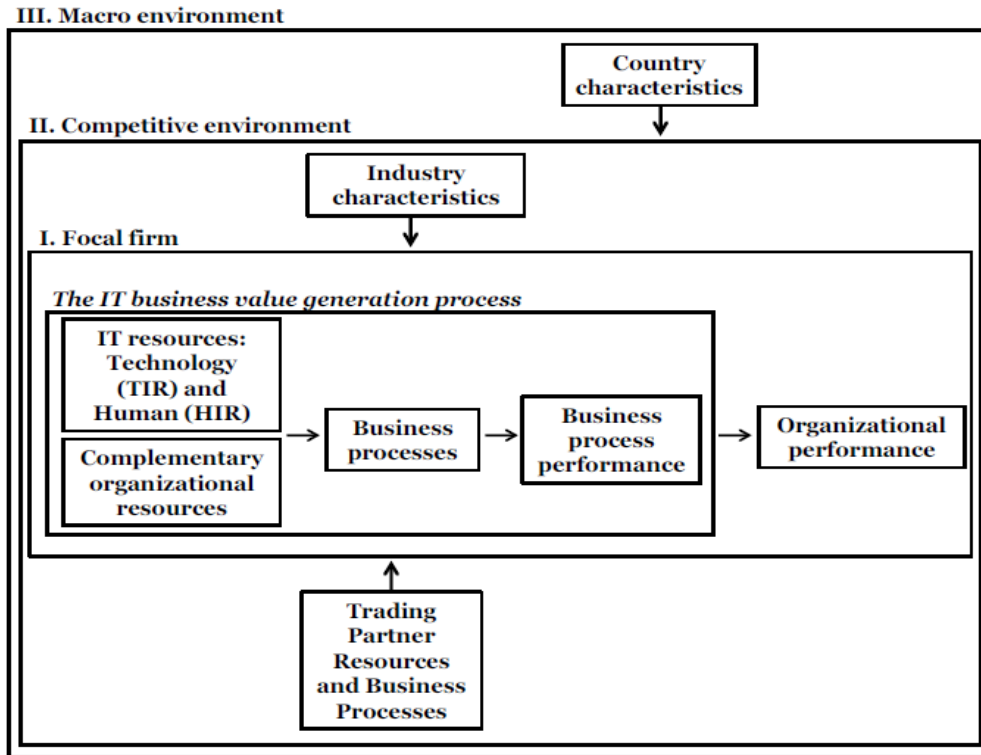 III. Macro environment
Country
characteristics
II. Competitive environment
Industry
characteristics
I. Focal firm
The IT business value generation process
IT resources:
Technology
(TIR) and
Human (HIR)
Complementary
organizational
resources
Business
processes
Business
process
performance
Organizational
performance
Trading
Partner
Resources
and Business
Processes